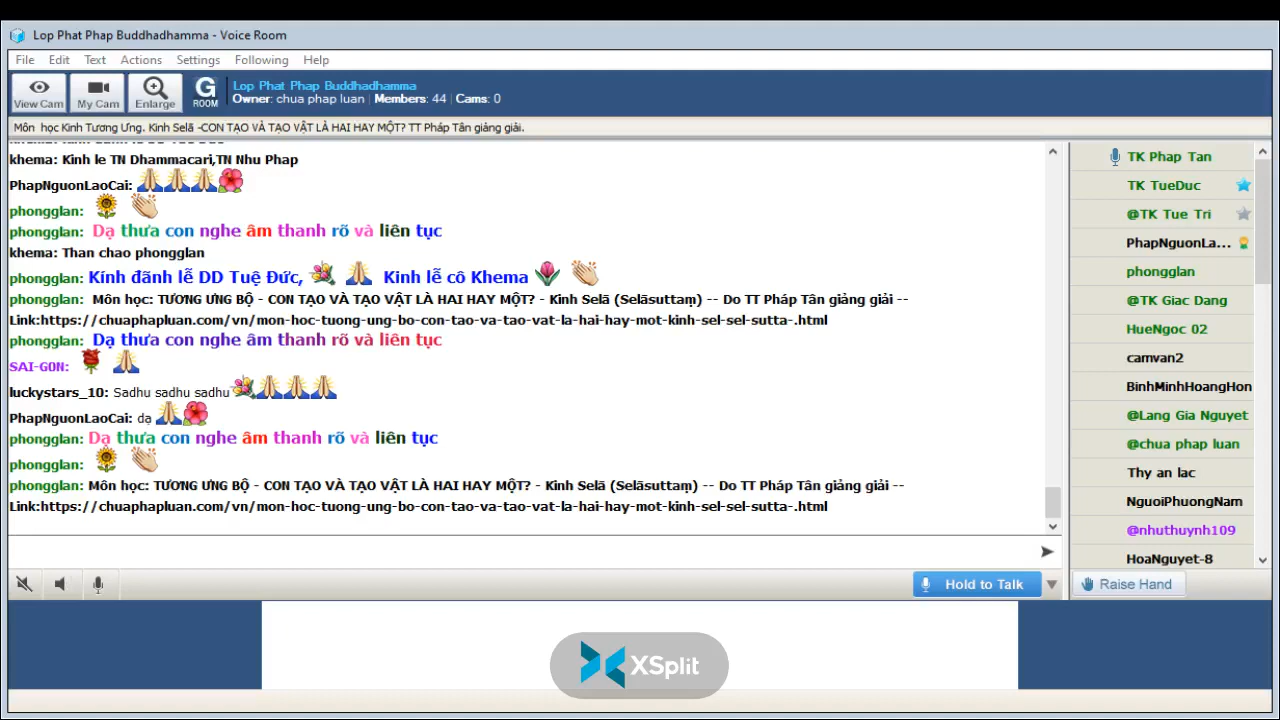 Lop Phat Phap Buddhadhamma - Voice Room
File Edit Text Actions Settings Following Help
View Cam My Cam Enlarge G ROOM
Lop Phat Phap Buddhadhamma
Owner: chua phap luan | Members: 44 | Cams: 0
Môn học Kinh Tương Ưng. Kinh Selā -CON TẠO VÀ TẠO VẬT LÀ HAI HAY MỘT? TT Pháp Tân giảng giải.
khema: Kinh le TN Dhammacari,TN Nhu Phap
PhapNguonLaoCai:
phongglan:
phongglan: Dạ thưa con nghe âm thanh rõ và liên tục
khema: Than chao phongglan
phongglan: Kính đãnh lễ DD Tuệ Đức, Kinh lễ cô Khema
phongglan: Môn học: TƯƠNG ƯNG BỘ - CON TẠO VÀ TẠO VẬT LÀ HAI HAY MỘT? - Kinh Selā (Selāsuttaṃ) -- Do TT Pháp Tân giảng giải --
Link:https://chuaphapluan.com/vn/mon-hoc-tuong-ung-bo-con-tao-va-tao-vat-la-hai-hay-mot-kinh-sel-sel-sutta-.html
phongglan: Dạ thưa con nghe âm thanh rõ và liên tục
SAI-GON:
luckystars_10: Sadhu sadhu sadhu
PhapNguonLaoCai: dạ
phongglan: Dạ thưa con nghe âm thanh rõ và liên tục
phongglan:
phongglan: Môn học: TƯƠNG ƯNG BỘ - CON TẠO VÀ TẠO VẬT LÀ HAI HAY MỘT? - Kinh Selā (Selāsuttaṃ) -- Do TT Pháp Tân giảng giải --
Link:https://chuaphapluan.com/vn/mon-hoc-tuong-ung-bo-con-tao-va-tao-vat-la-hai-hay-mot-kinh-sel-sel-sutta-.html
TK Phap Tan
TK TueDuc
@TK Tue Tri
PhapNguonLa...
phongglan
@TK Giac Dang
HueNgoc 02
camvan2
BinhMinhHoangHon
@Lang Gia Nguyet
@chua phap luan
Thy an lac
NguoiPhuongNam
@nhuthuynh109
HoaNguyet-8
Hold to Talk
Raise Hand
XSplit